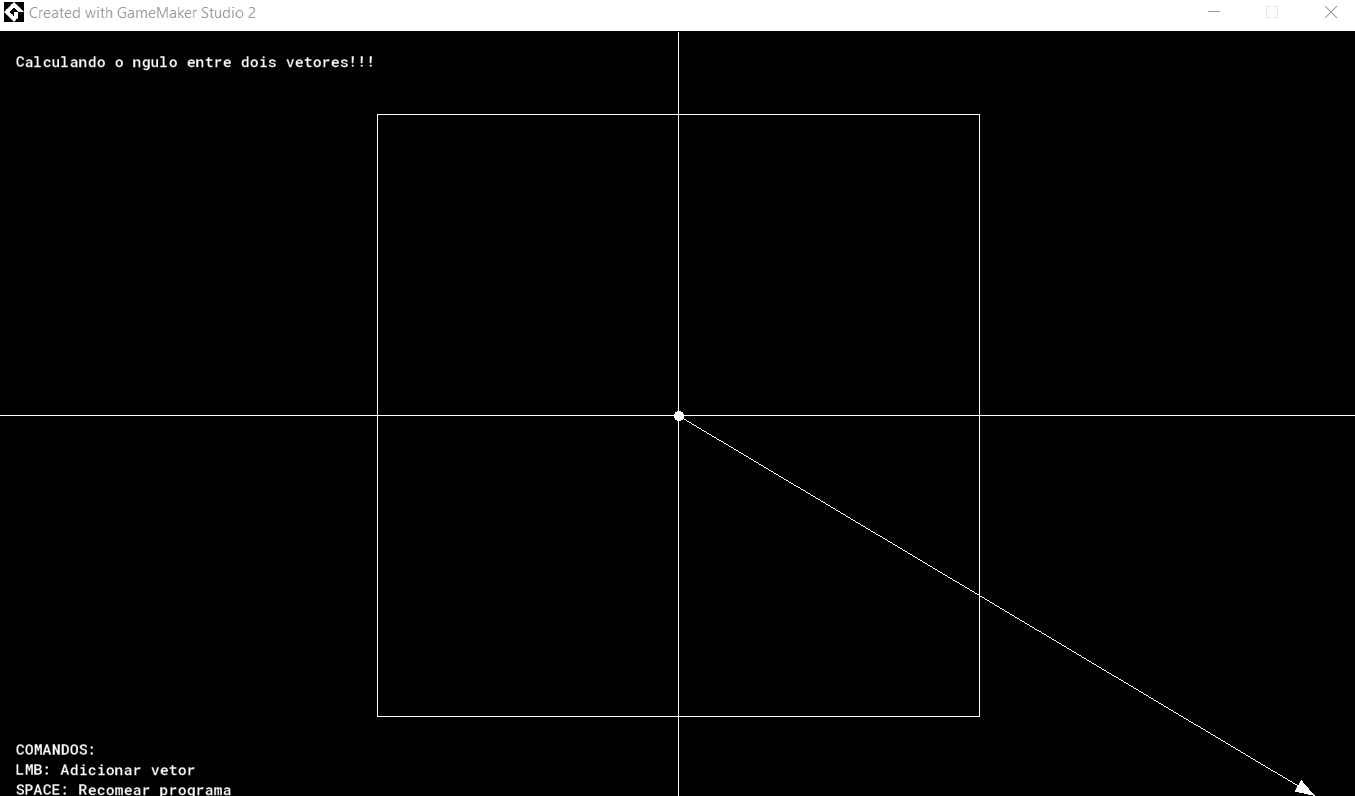 Created with GameMaker Studio 2
Calculando o ngulo entre dois vetores!!!
COMANDOS:
LMB: Adicionar vetor
SPACE: Recomear programa